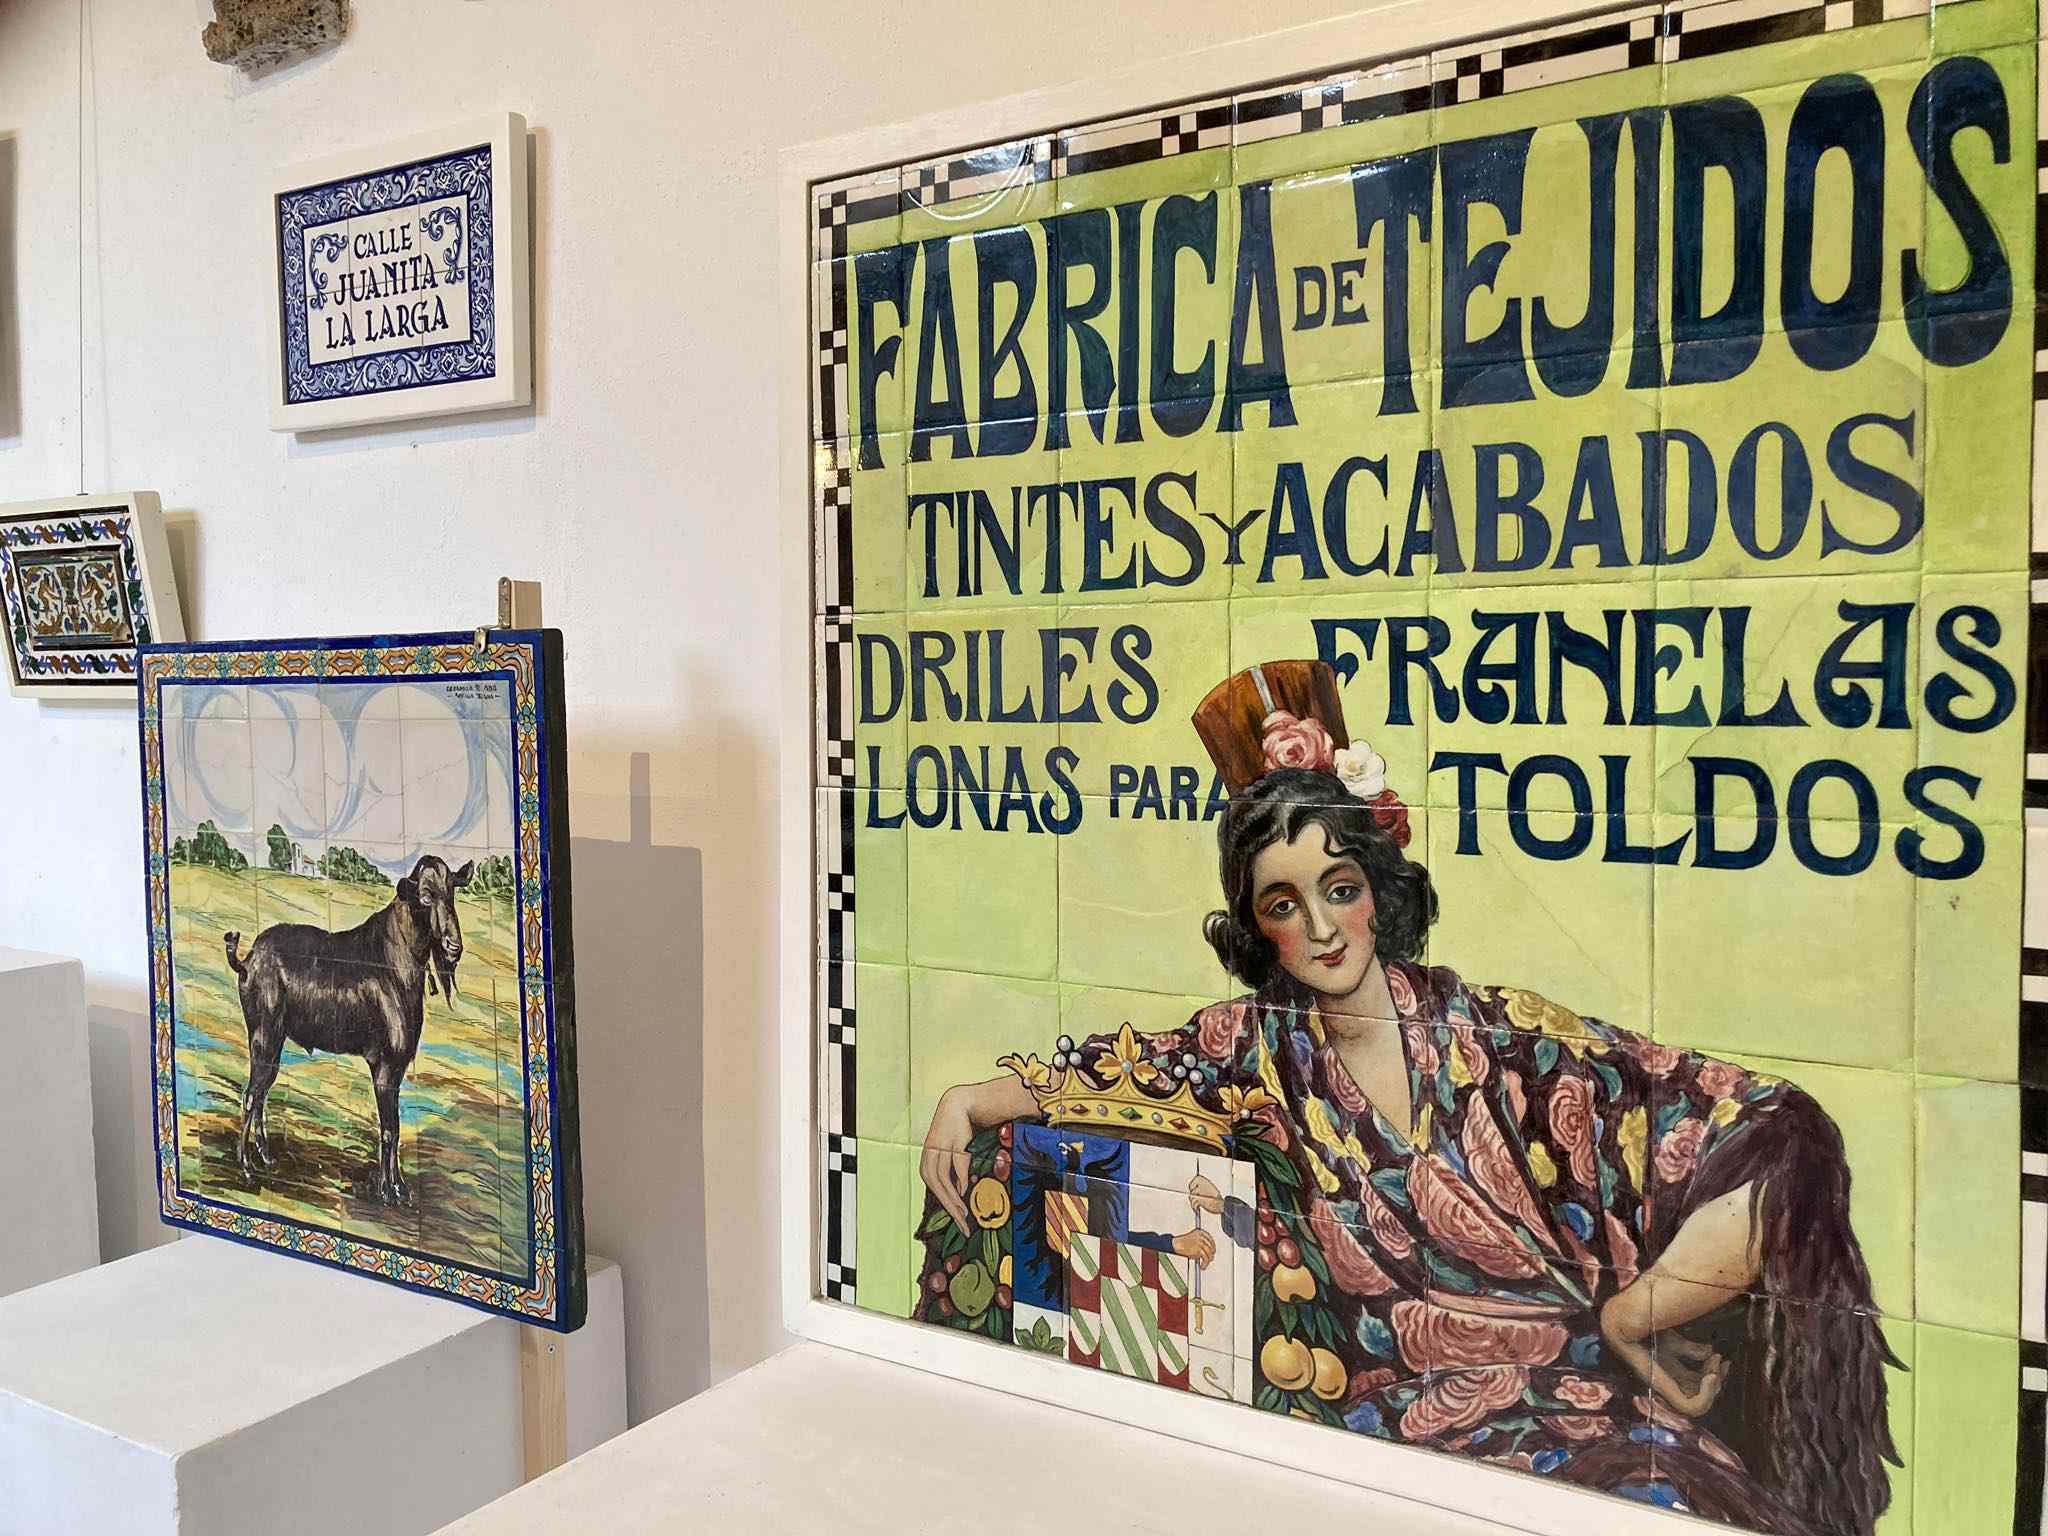 CALLE
JUANITA
LA LARGA
FABRICA DE TEJIDOS
TINTES Y ACABADOS
DRILES FRANELAS
LONAS PARA TOLDOS